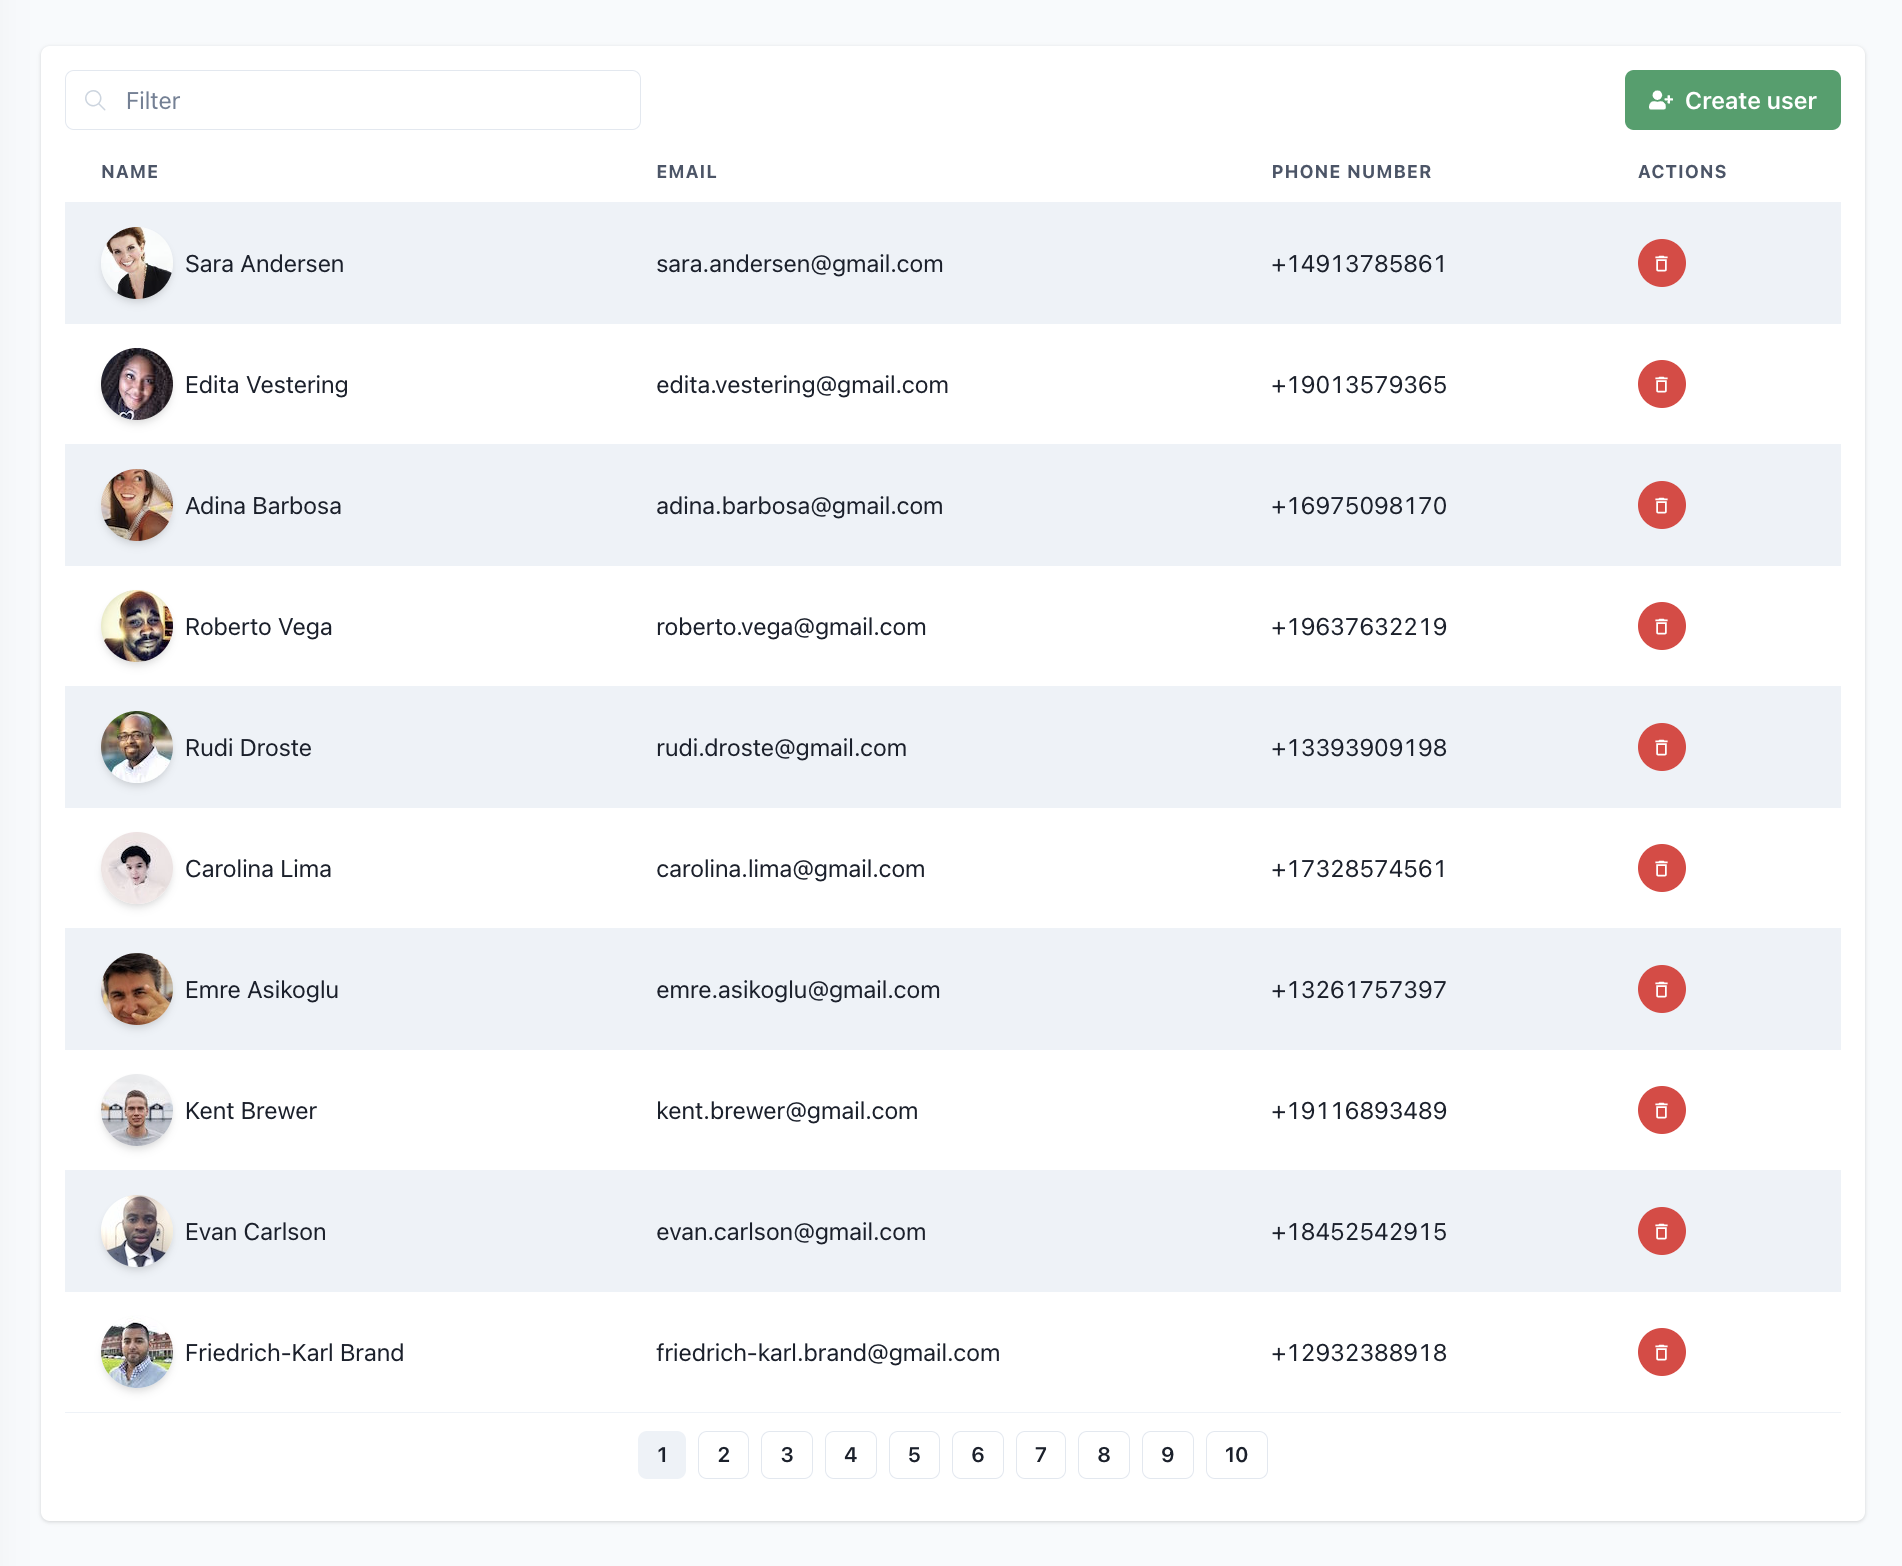 Filter
Create user
NAME EMAIL PHONE NUMBER ACTIONS
Sara Andersen sara.andersen@gmail.com +14913785861
Edita Vestering edita.vestering@gmail.com +19013579365
Adina Barbosa adina.barbosa@gmail.com +16975098170
Roberto Vega roberto.vega@gmail.com +19637632219
Rudi Droste rudi.droste@gmail.com +13393909198
Carolina Lima carolina.lima@gmail.com +17328574561
Emre Asikoglu emre.asikoglu@gmail.com +13261757397
Kent Brewer kent.brewer@gmail.com +19116893489
Evan Carlson evan.carlson@gmail.com +18452542915
Friedrich-Karl Brand friedrich-karl.brand@gmail.com +12932388918
1 2 3 4 5 6 7 8 9 10